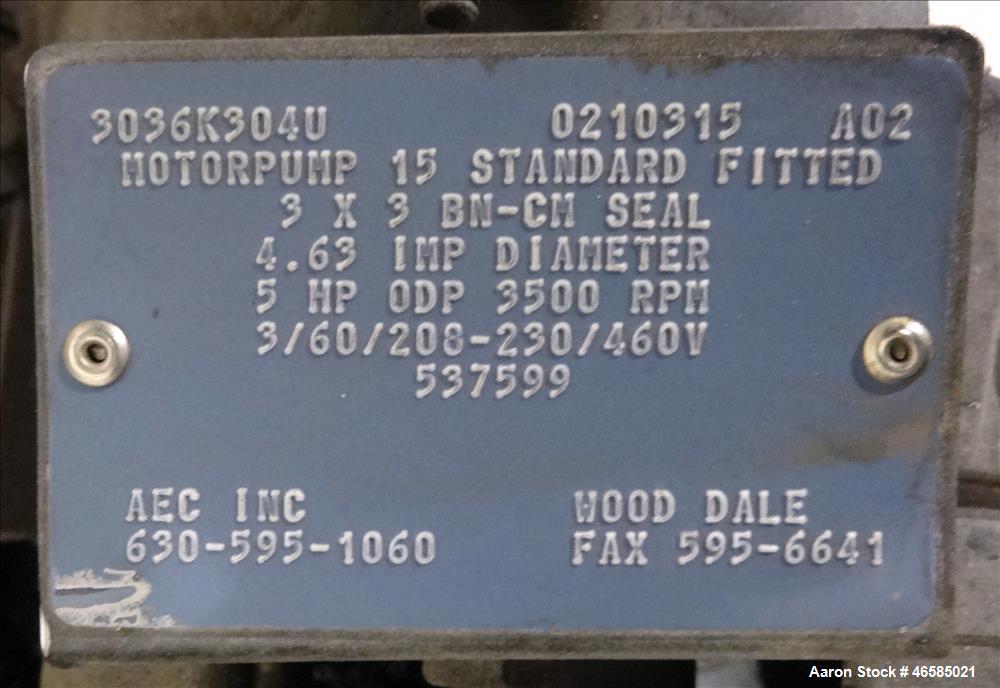 3036K304U 0210315 A02
MOTORPUMP 15 STANDARD FITTED
3 X 3 BN-CM SEAL
4.63 IMP DIAMETER
5 HP ODP 3500 RPM
3/60/208-230/460V
537599
AEC INC WOOD DALE
630-595-1060 FAX 595-6641
Aaron Stock # 46585021